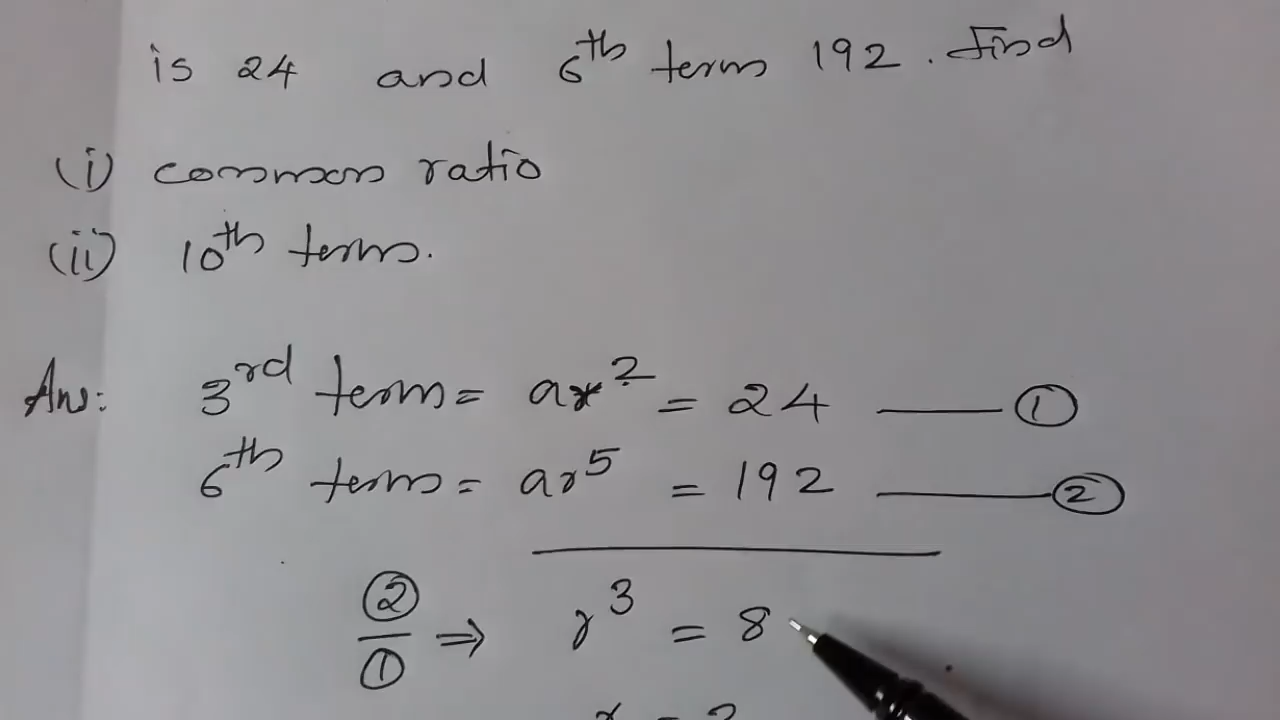 is 24 and 6th term 192. Find
(i) common ratio
(ii) 10th term.
Ans: 3rd term = ar² = 24 —— ①
6th term = ar⁵ = 192 —— ②
②/① ⇒ r³ = 8
r = 2